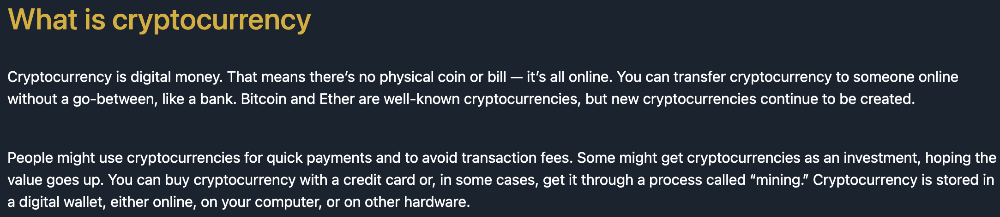 What is cryptocurrency
Cryptocurrency is digital money. That means there’s no physical coin or bill — it’s all online. You can transfer cryptocurrency to someone online
without a go-between, like a bank. Bitcoin and Ether are well-known cryptocurrencies, but new cryptocurrencies continue to be created.
People might use cryptocurrencies for quick payments and to avoid transaction fees. Some might get cryptocurrencies as an investment, hoping the
value goes up. You can buy cryptocurrency with a credit card or, in some cases, get it through a process called “mining.” Cryptocurrency is stored in
a digital wallet, either online, on your computer, or on other hardware.